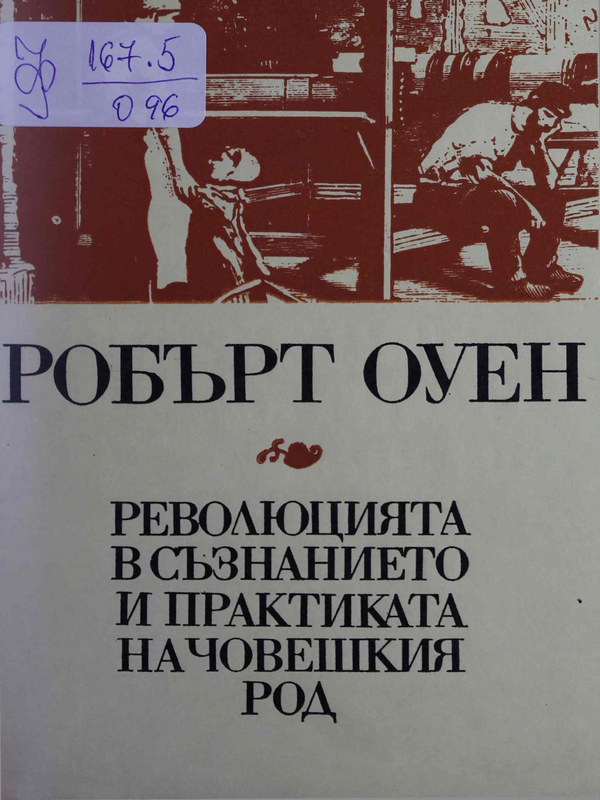 167.5
О 96
РОБЪРТ ОУЕН
РЕВОЛЮЦИЯТА
В СЪЗНАНИЕТО
И ПРАКТИКАТА
НА ЧОВЕШКИЯ
РОД